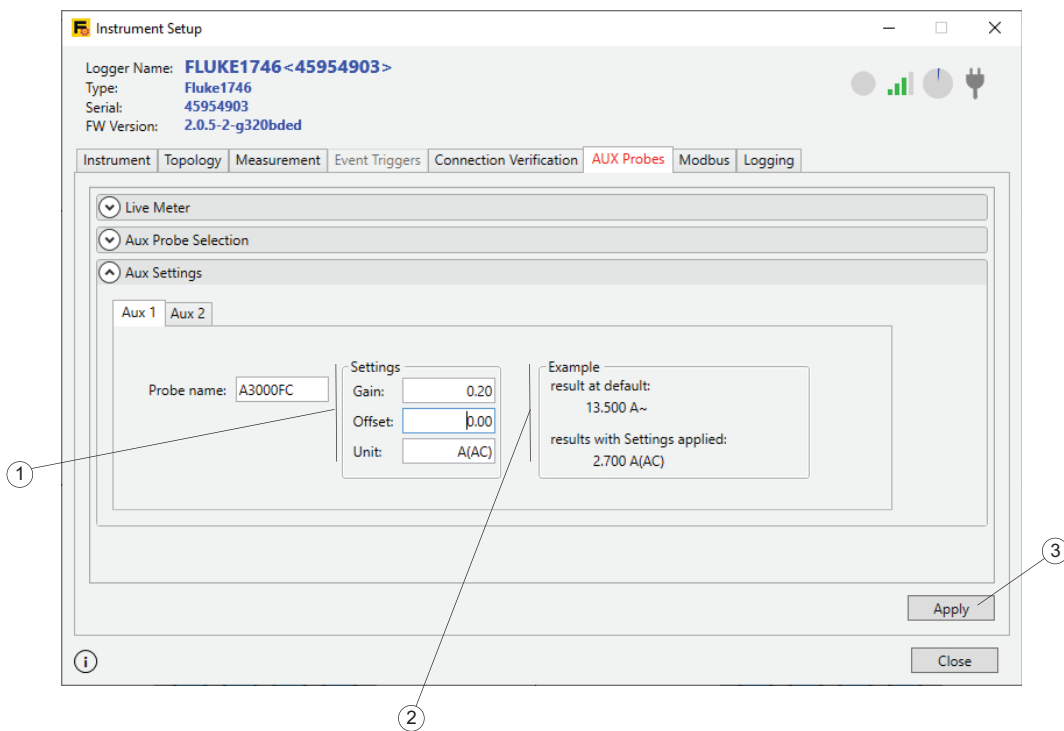 Instrument Setup
Logger Name: FLUKE1746<45954903>
Type: Fluke1746
Serial: 45954903
FW Version: 2.0.5-2-g320bded
Instrument Topology Measurement Event Triggers Connection Verification AUX Probes Modbus Logging
Live Meter
Aux Probe Selection
Aux Settings
Aux 1 Aux 2
Settings Example
Probe name: A3000FC Gain: 0.20 result at default:
13.500 A~
Offset: 0.00
results with Settings applied:
Unit: A(AC)
2.700 A(AC)
1
3
Apply
i Close
2